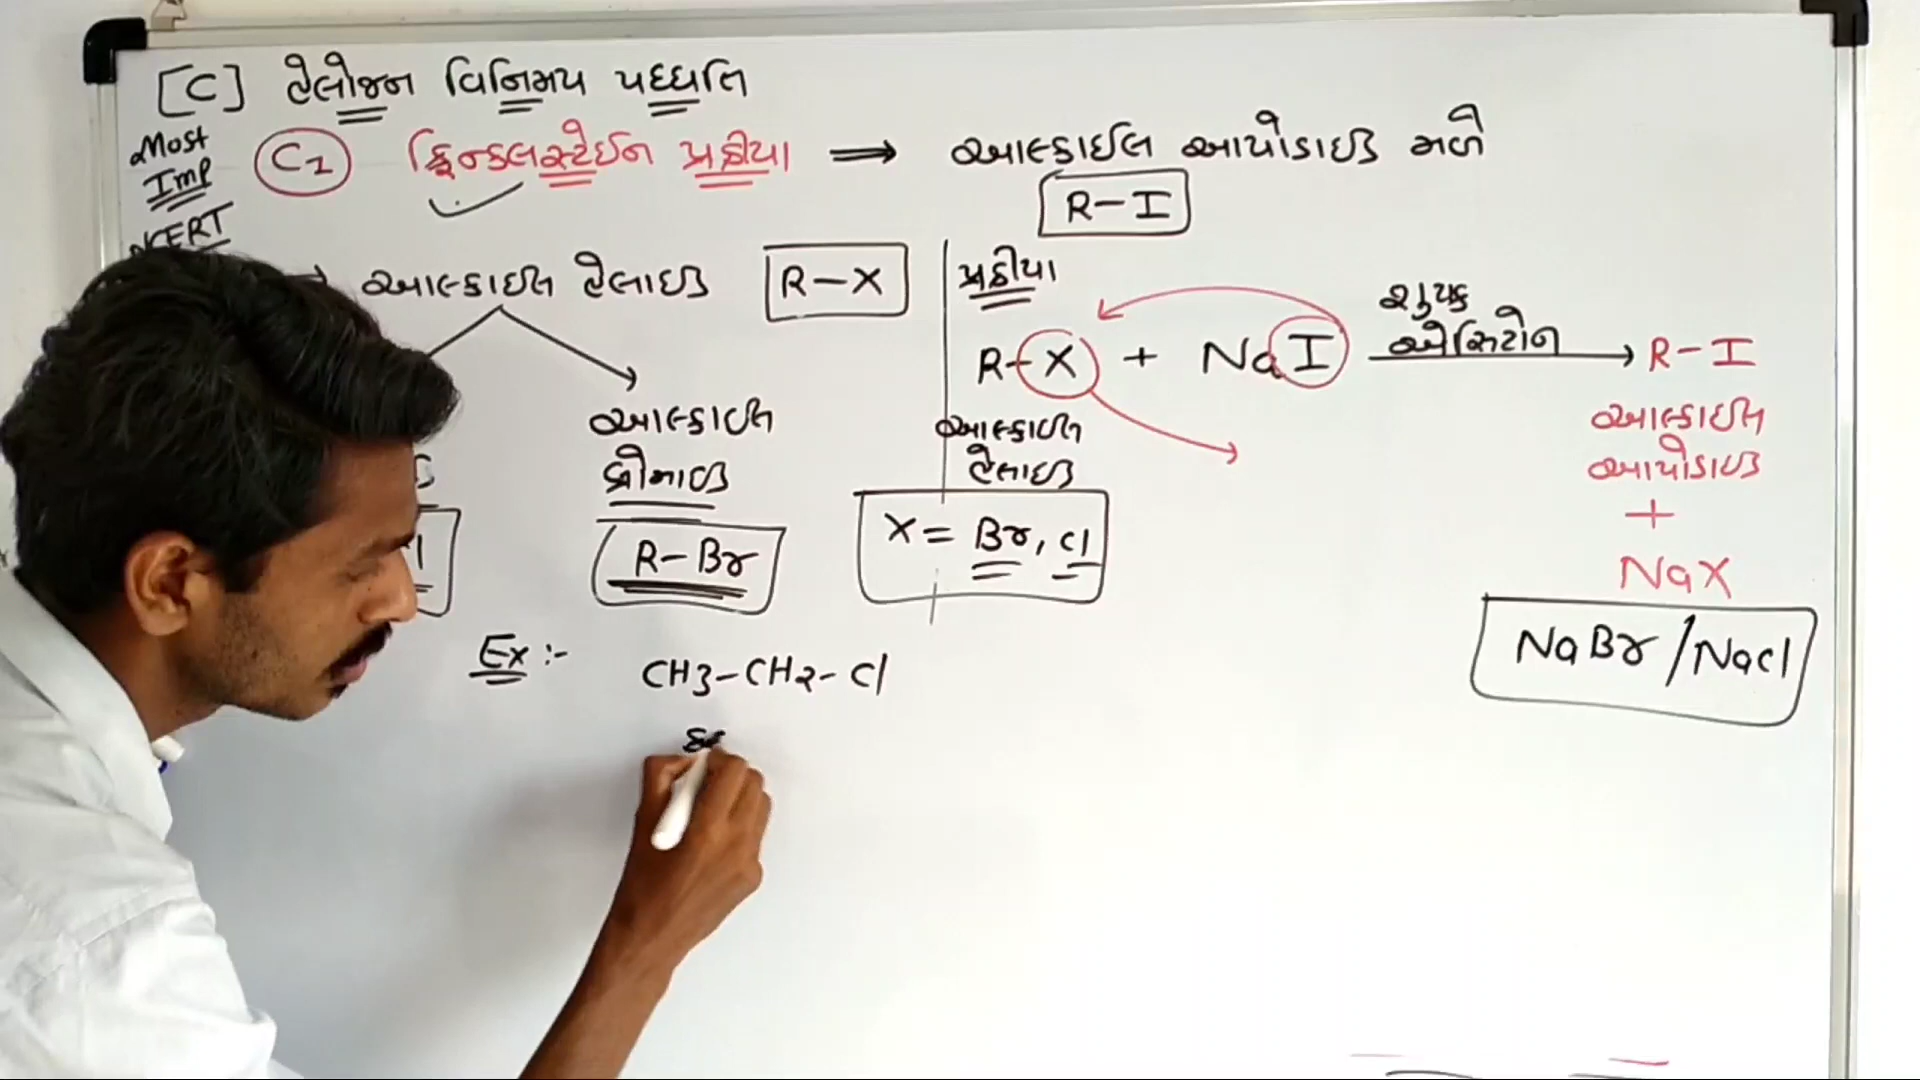 [C] હેલોજન વિનિમય પદ્ધતિ
Most
Imp
NCERT
C1 ફિન્કલસ્ટેઈન પ્રક્રીયા ⟹ આલ્કાઈલ આયોડાઈડ મળે
R-I
આલ્કાઈલ હેલાઈડ R-X
આલ્કાઈલ
બ્રોમાઈડ
R-Br
પ્રક્રીયા
R-X + NaI શુષ્ક એસિટોન → R-I
આલ્કાઈલ
હેલાઈડ
X = Br, Cl
આલ્કાઈલ
આયોડાઈડ
+
NaX
NaBr / NaCl
Ex :- CH3-CH2-Cl